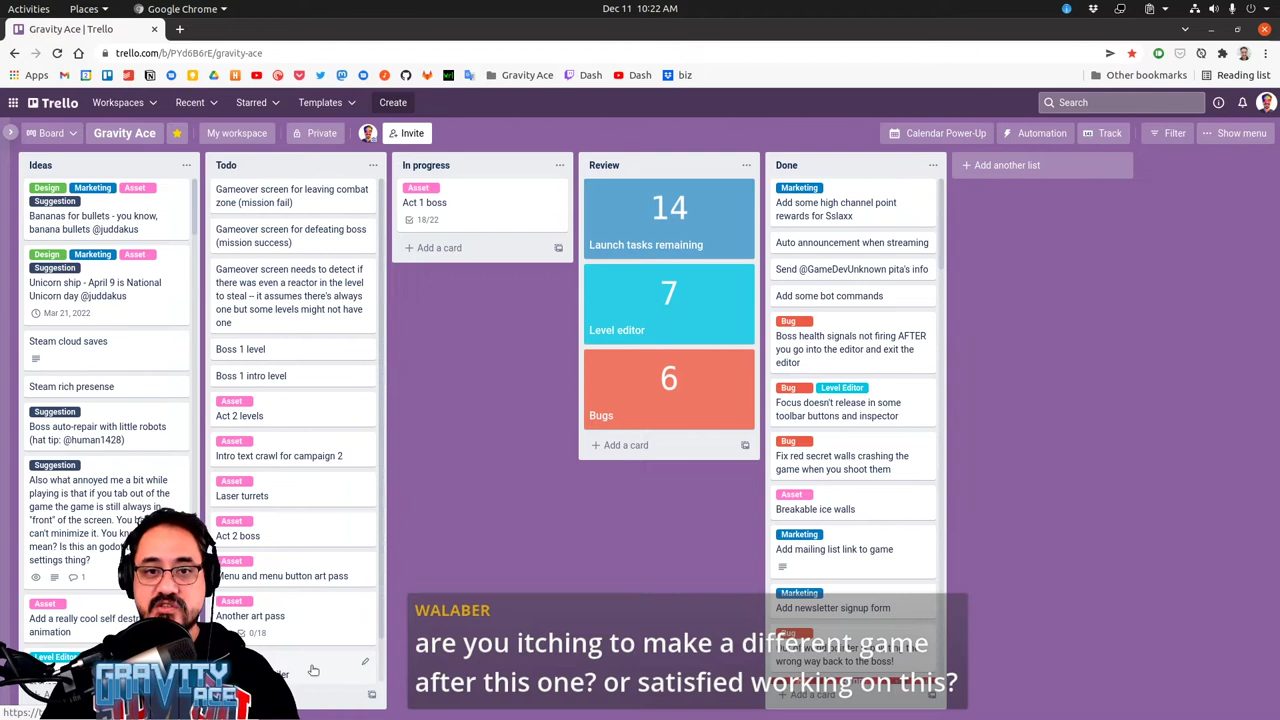 Activities Places Google Chrome Dec 11 10:22 AM
Gravity Ace | Trello
trello.com/b/PYd6B6rE/gravity-ace
Apps Gravity Ace Dash Dash biz Other bookmarks Reading list
Trello Workspaces Recent Starred Templates Create Search
Board Gravity Ace My workspace Private Invite Calendar Power-Up Automation Track Filter Show menu
Ideas
Design Marketing Asset
Suggestion
Bananas for bullets - you know,
banana bullets @juddakus
Design Marketing Asset
Suggestion
Unicorn ship - April 9 is National
Unicorn day @juddakus
Mar 21, 2022
Steam cloud saves
Steam rich presense
Suggestion
Boss auto-repair with little robots
(hat tip: @human1428)
Suggestion
Also what annoyed me a bit while
playing is that if you tab out of the
game the game is still always in
"front" of the screen. You
can't minimize it. You
mean? Is this an
settings thing?
1
Asset
Add a really cool self
animation
Level
Todo
Gameover screen for leaving combat
zone (mission fail)
Gameover screen for defeating boss
(mission success)
Gameover screen needs to detect if
there was even a reactor in the level
to steal -- it assumes there's always
one but some levels might not have
one
Boss 1 level
Boss 1 intro level
Asset
Act 2 levels
Asset
Intro text crawl for campaign 2
Asset
Laser turrets
Asset
Act 2 boss
Asset
Menu and menu button art pass
Asset
Another art pass
0/18
In progress
Asset
Act 1 boss
18/22
Add a card
Review
14
Launch tasks remaining
7
Level editor
6
Bugs
Add a card
Done
Marketing
Add some high channel point
rewards for Sslaxx
Auto announcement when streaming
Send @GameDevUnknown pita's info
Add some bot commands
Bug
Boss health signals not firing AFTER
you go into the editor and exit the
editor
Bug Level Editor
Focus doesn't release in some
toolbar buttons and inspector
Bug
Fix red secret walls crashing the
game when you shoot them
Asset
Breakable ice walls
Marketing
Add mailing list link to game
Marketing
Add newsletter signup form
Bug
wrong way back to the boss!
Add a card
Add another list
WALABER
are you itching to make a different game
after this one? or satisfied working on this?
GRAVITY
ACE